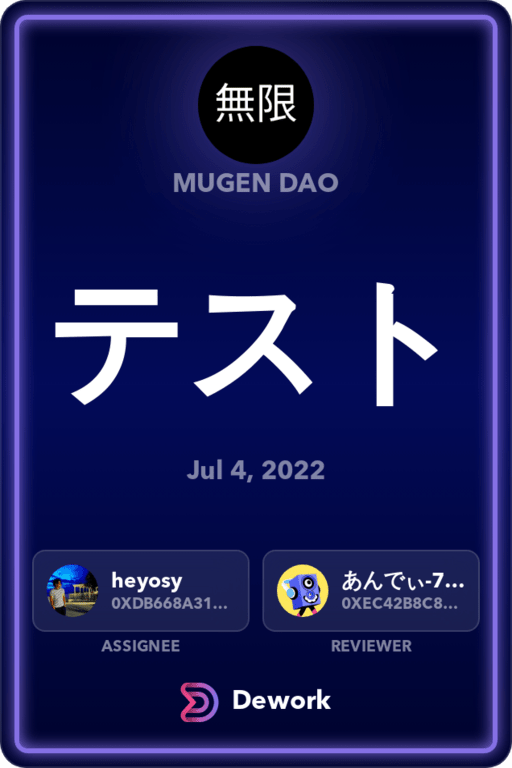 無限
MUGEN DAO
テスト
Jul 4, 2022
heyosy
0XDB668A31...
ASSIGNEE
あんでぃ-7...
0XEC42B8C8...
REVIEWER
Dework